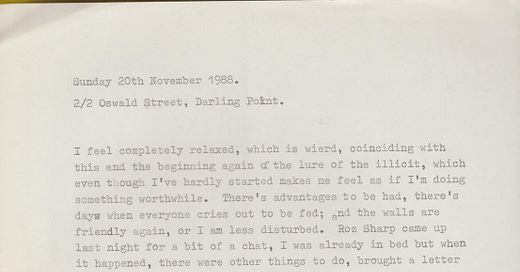 Sunday 20th November 1988.
2/2 Oswald Street, Darling Point.
I feel completely relaxed, which is wierd, coinciding with
this and the beginning again of the lure of the illicit, which
even though I've hardly started makes me feel as if I'm doing
something worthwhile. There's advantages to be had, there's
days when everyone cries out to be fed; and the walls are
friendly again, or I am less disturbed. Roz Sharp came up
last night for a bit of a chat, I was already in bed but when
it happened, there were other things to do, brought a letter